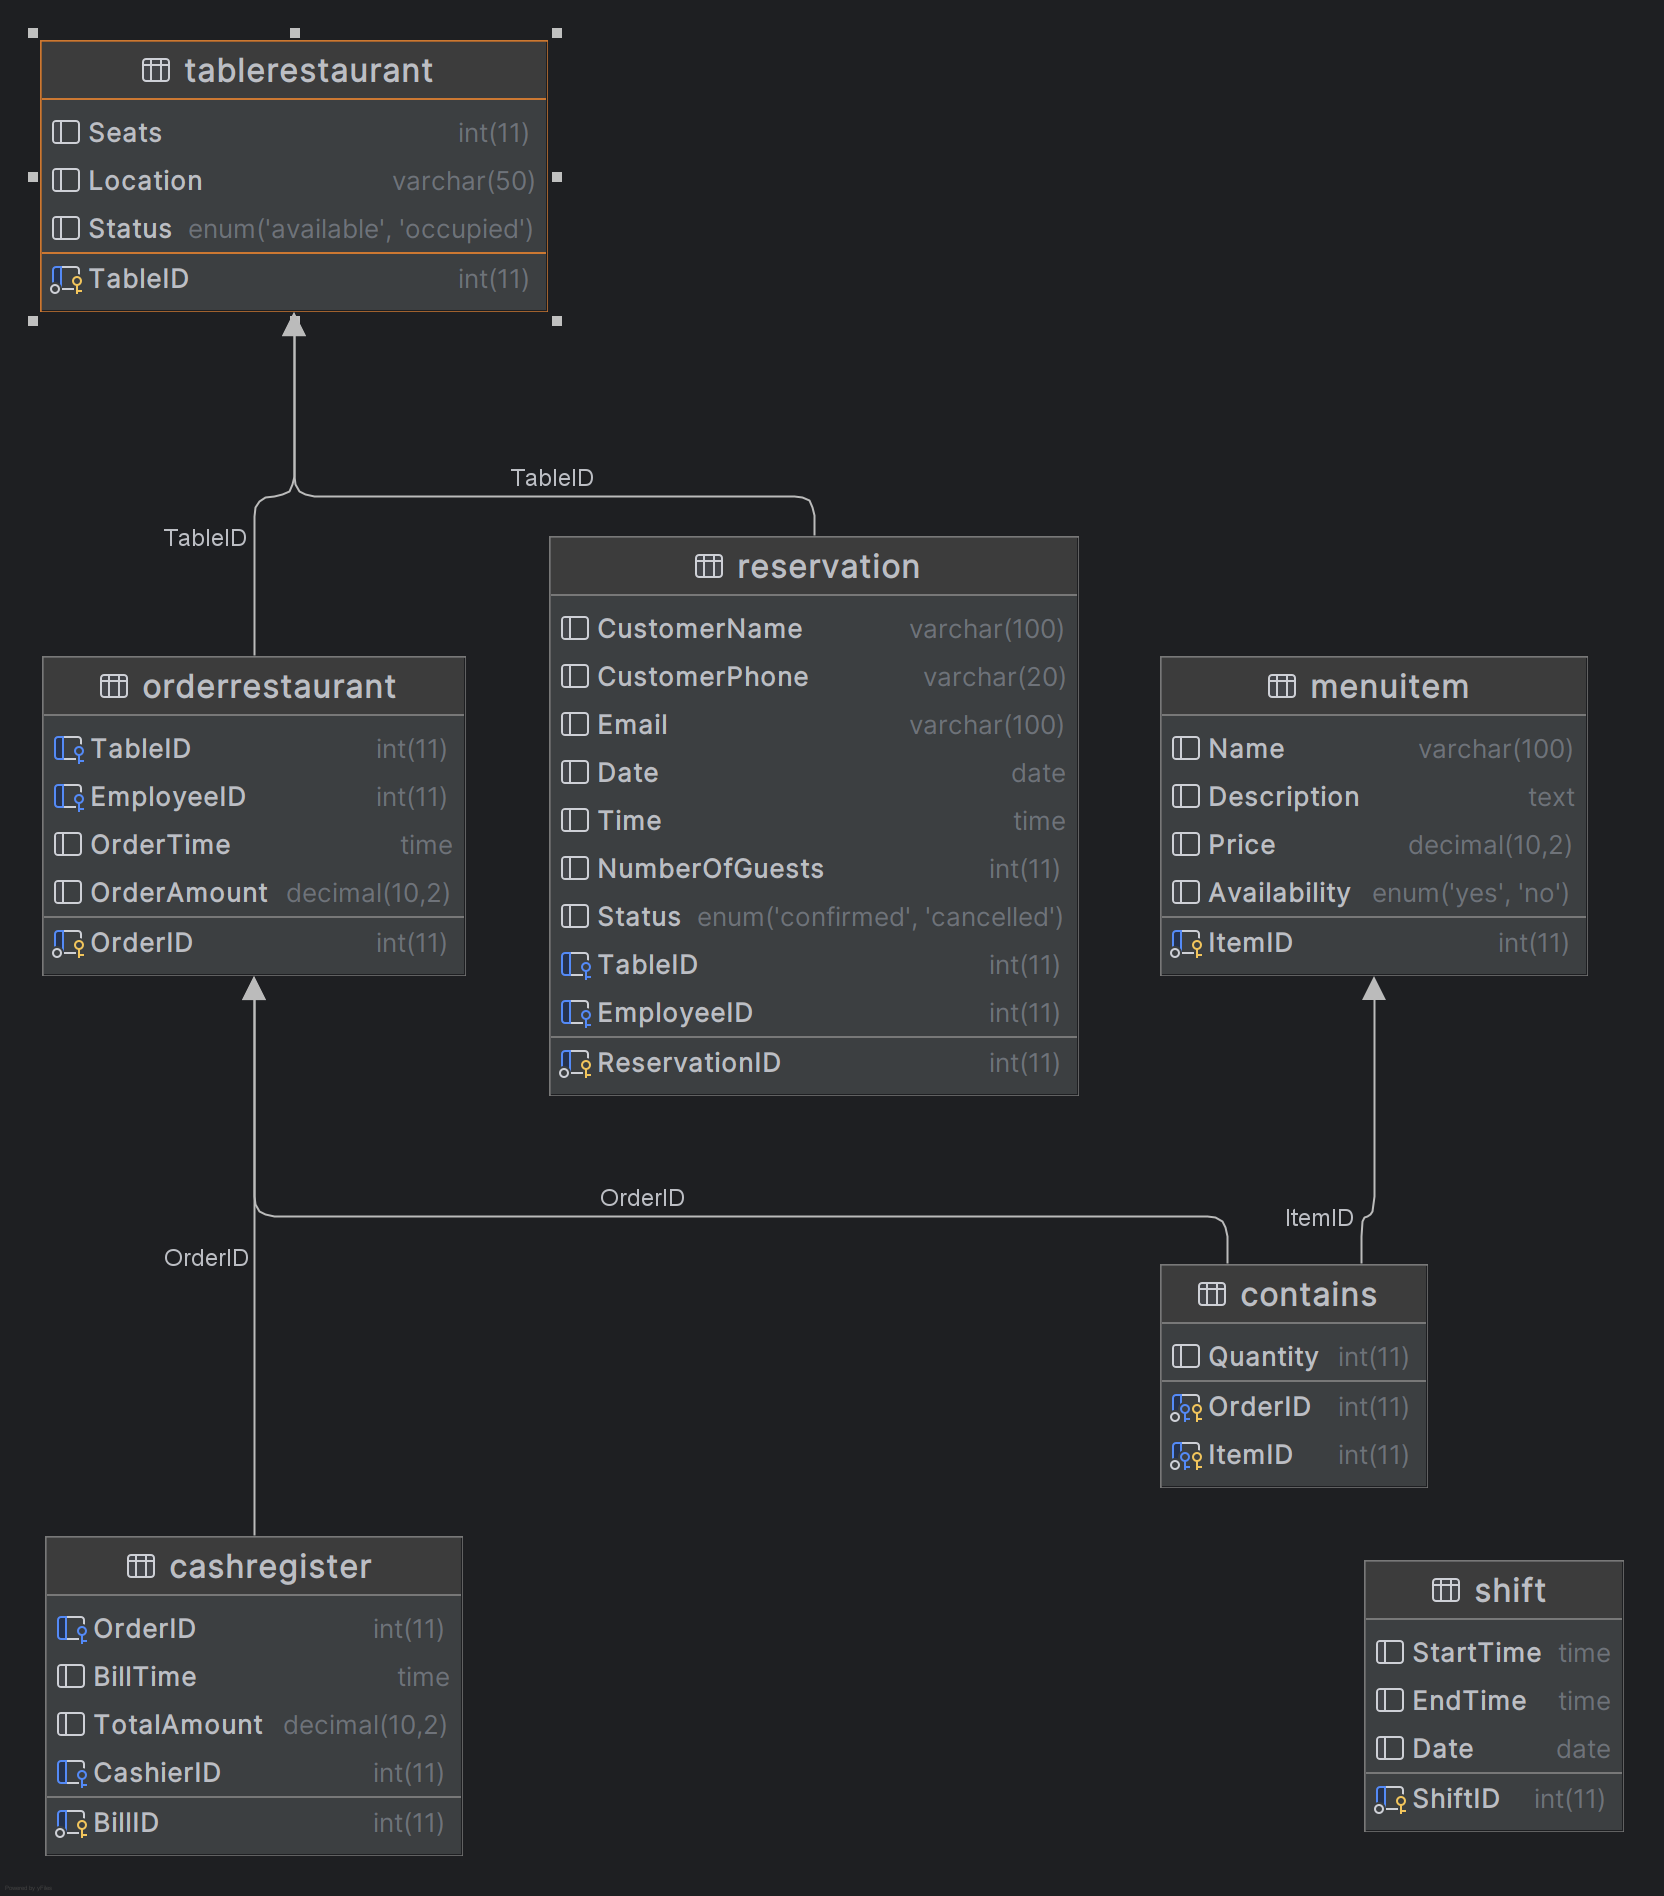 tablerestaurant
Seats int(11)
Location varchar(50)
Status enum('available', 'occupied')
TableID int(11)
TableID
TableID
reservation
CustomerName varchar(100)
CustomerPhone varchar(20)
Email varchar(100)
Date date
Time time
NumberOfGuests int(11)
Status enum('confirmed', 'cancelled')
TableID int(11)
EmployeeID int(11)
ReservationID int(11)
orderrestaurant
TableID int(11)
EmployeeID int(11)
OrderTime time
OrderAmount decimal(10,2)
OrderID int(11)
menuitem
Name varchar(100)
Description text
Price decimal(10,2)
Availability enum('yes', 'no')
ItemID int(11)
OrderID
ItemID
OrderID
contains
Quantity int(11)
OrderID int(11)
ItemID int(11)
cashregister
OrderID int(11)
BillTime time
TotalAmount decimal(10,2)
CashierID int(11)
BillID int(11)
shift
StartTime time
EndTime time
Date date
ShiftID int(11)
Powered by yFiles